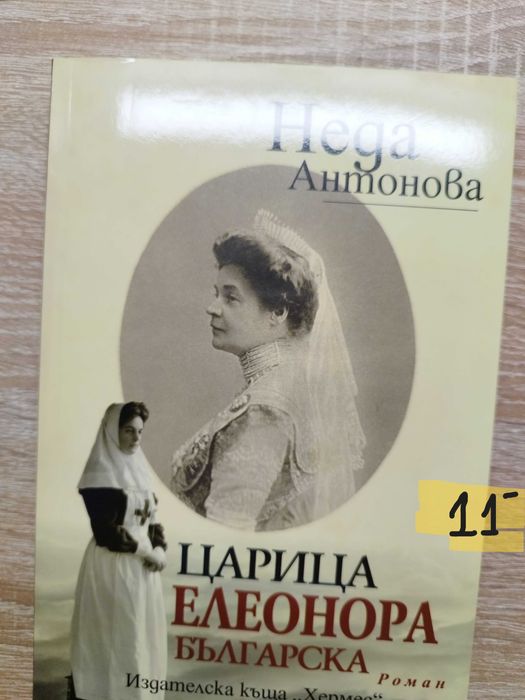 Неда
Антонова
11-
ЦАРИЦА
ЕЛЕОНОРА
БЪЛГАРСКА
Роман
Издателска къща „Хермес“